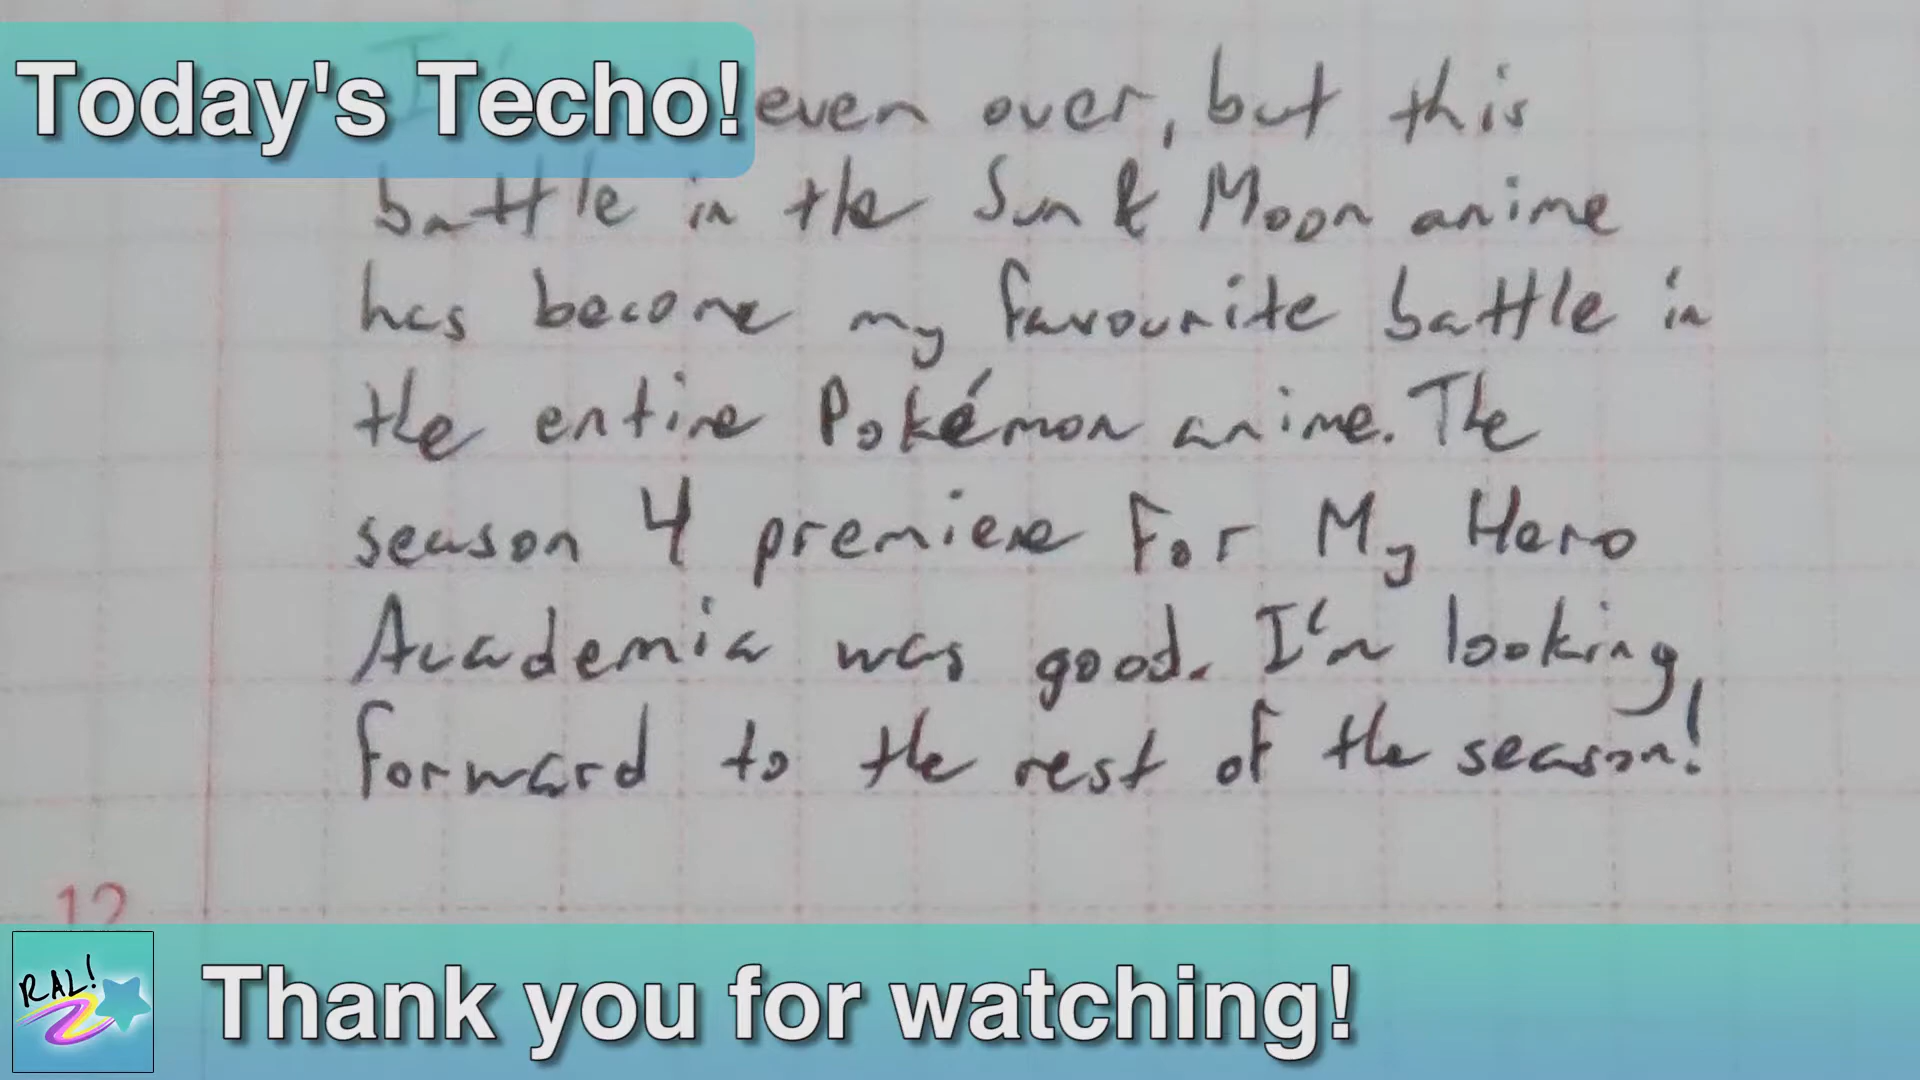 Today's Techo!
even over, but this
battle in the Sun & Moon anime
has become my favourite battle in
the entire Pokémon anime. The
season 4 premiere for My Hero
Academia was good. I'm looking
forward to the rest of the season!
12
RAL!
Thank you for watching!